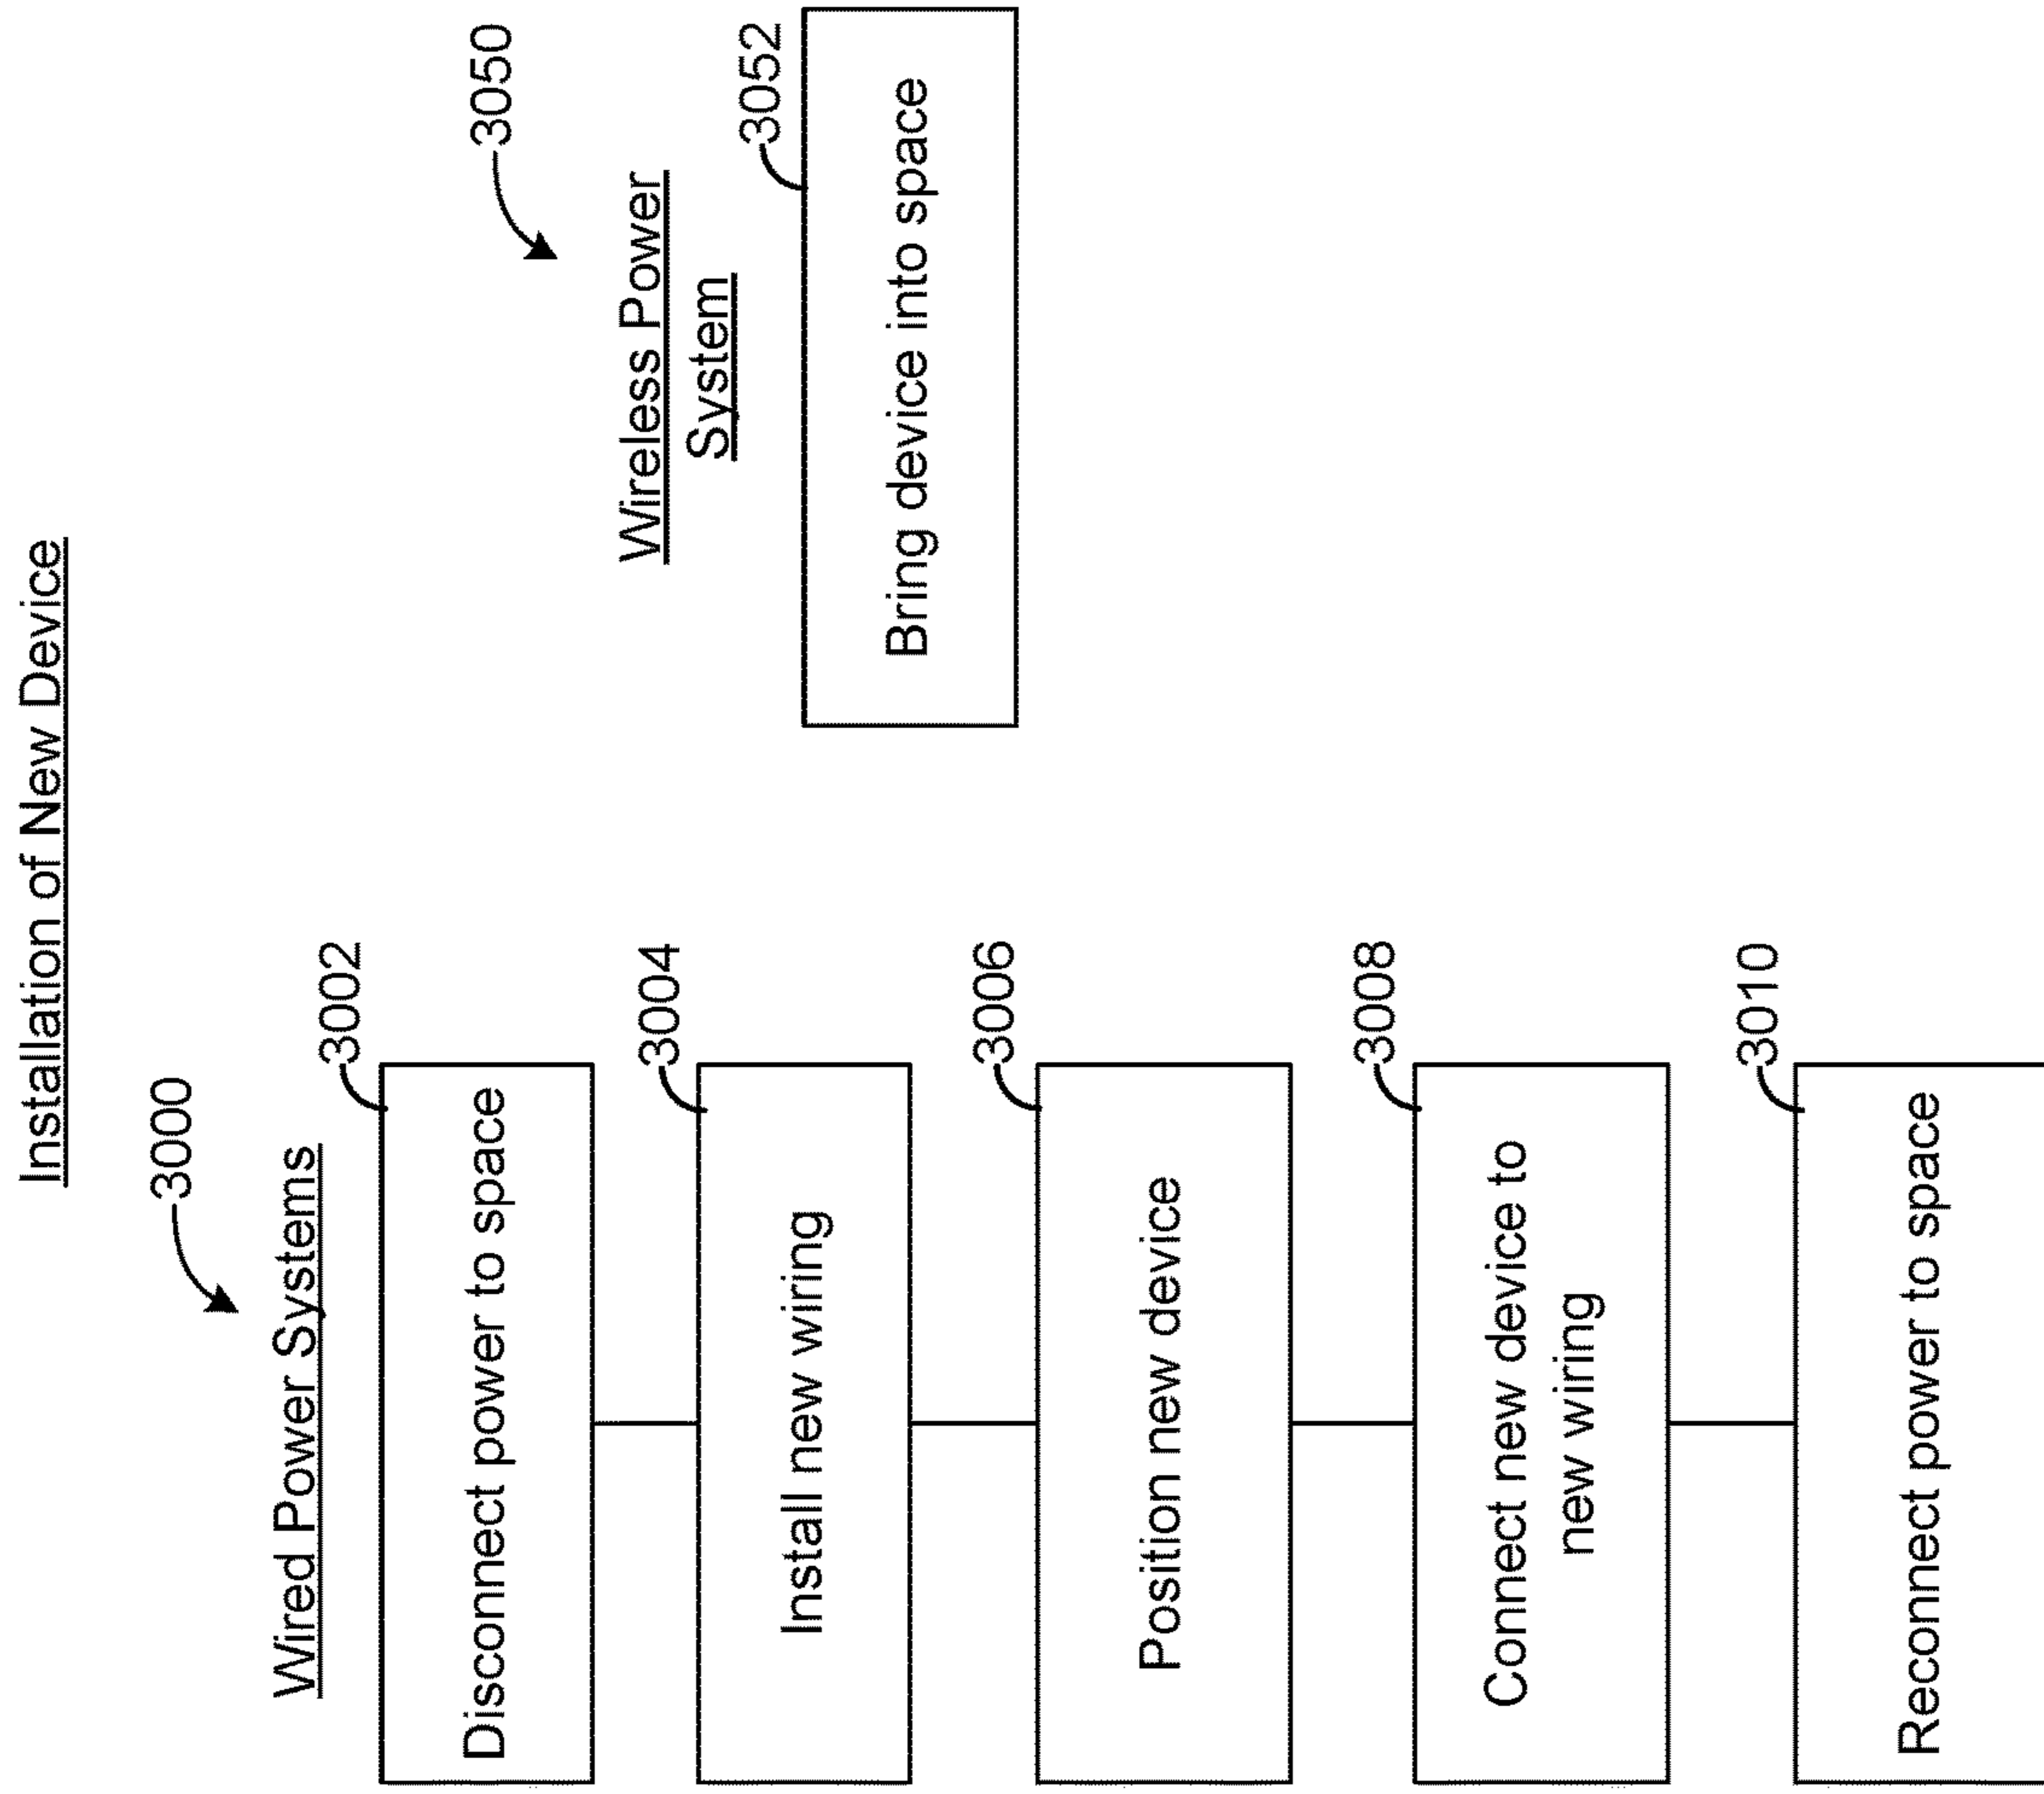 Installation of New Device
3000
Wired Power Systems
3002
Disconnect power to space
3004
Install new wiring
3006
Position new device
3008
Connect new device to
new wiring
3010
Reconnect power to space
3050
Wireless Power
System
3052
Bring device into space